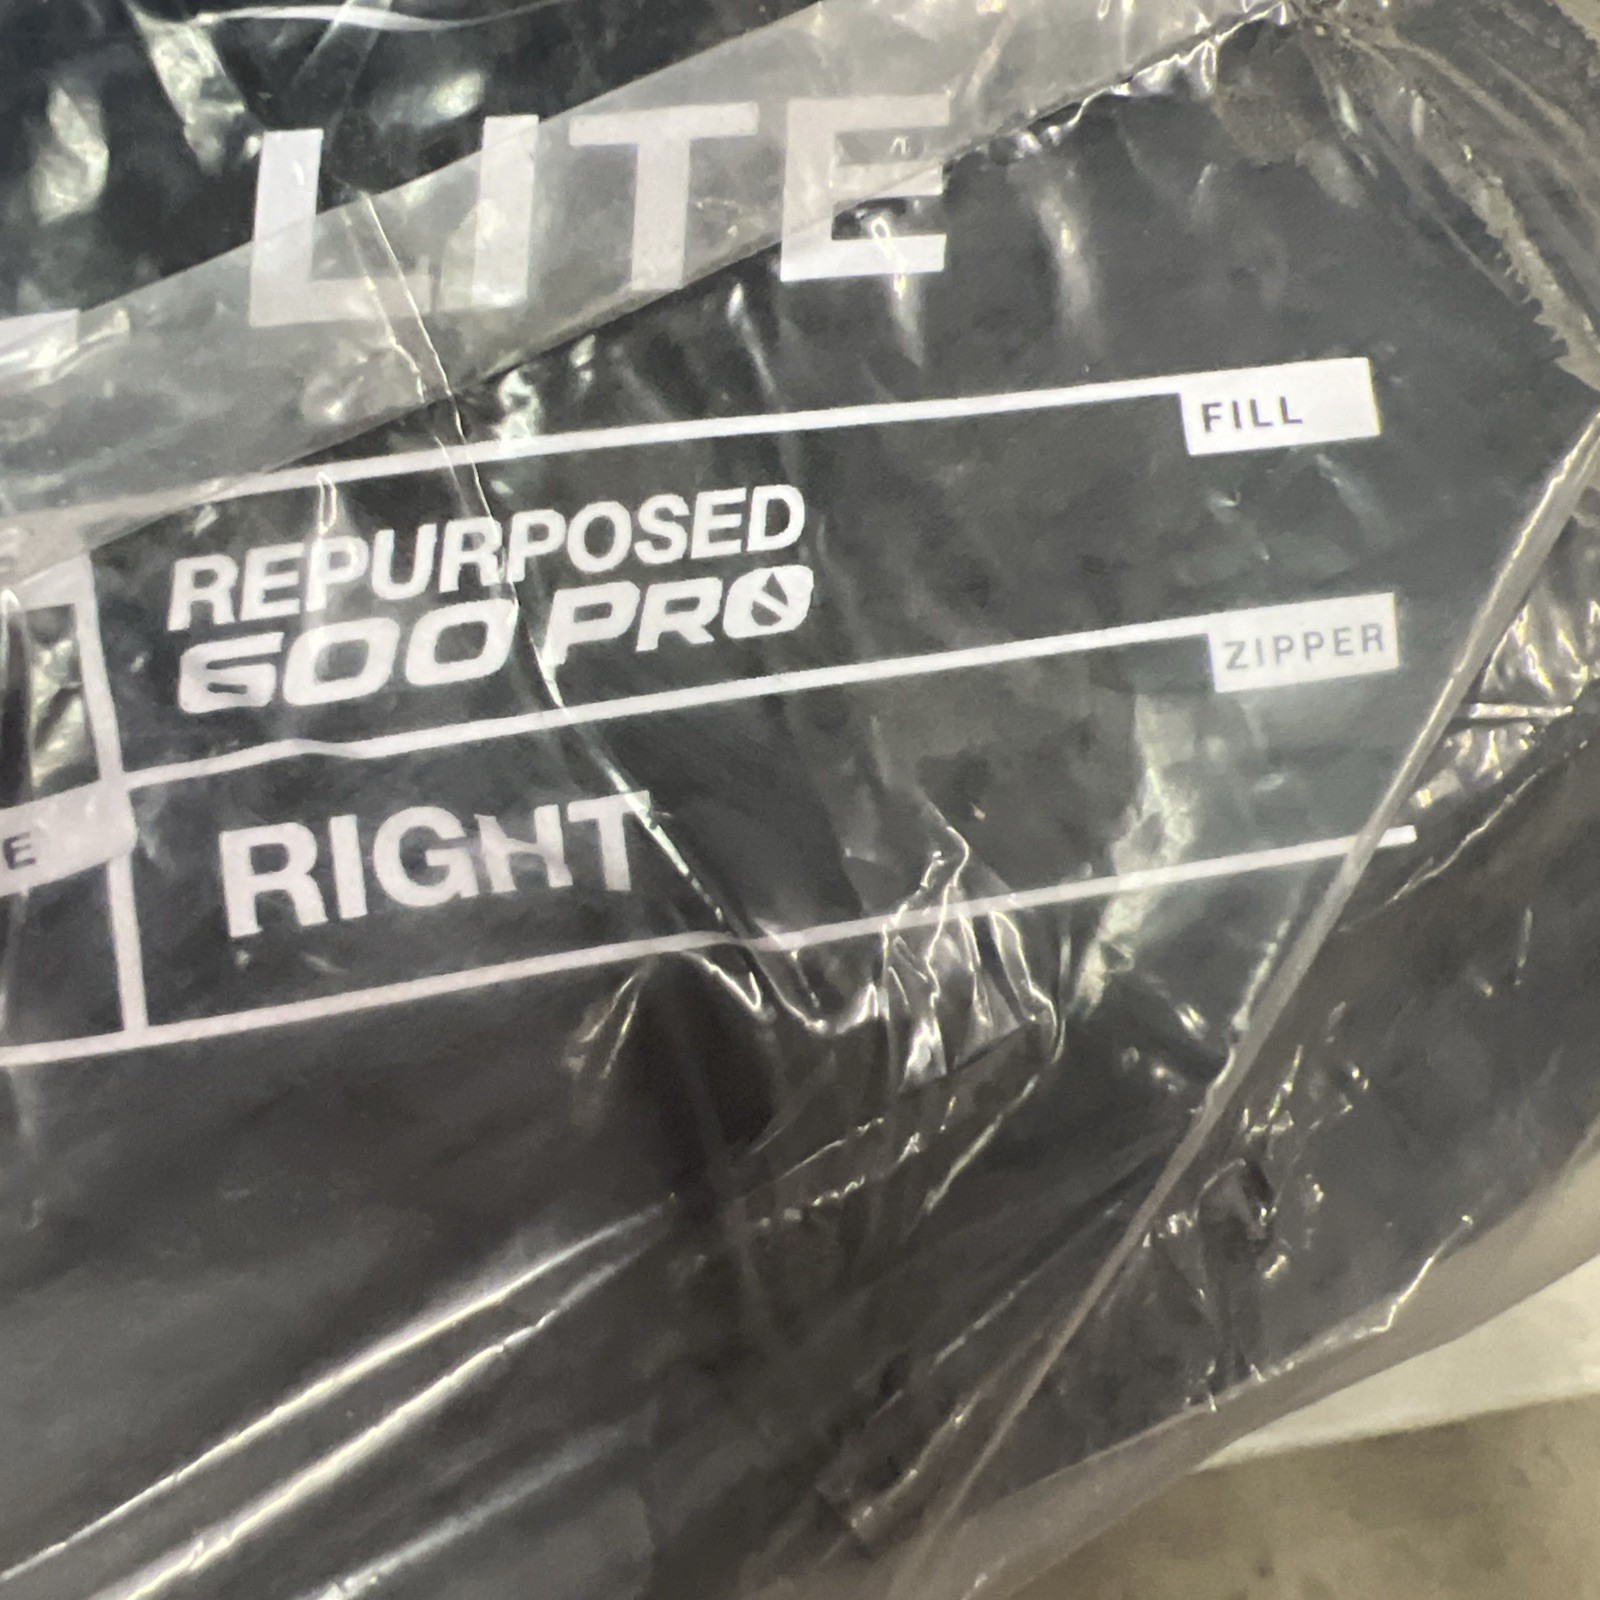 LITE
FILL
REPURPOSED
600 PRO
ZIPPER
E
RIGHT